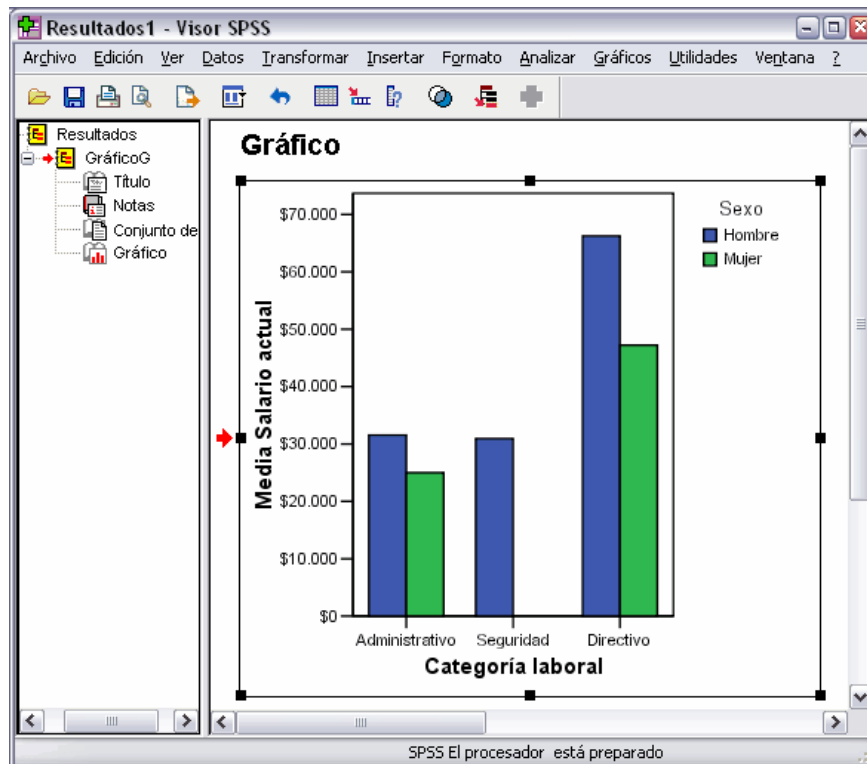 Resultados1 - Visor SPSS
Archivo Edición Ver Datos Transformar Insertar Formato Analizar Gráficos Utilidades Ventana ?
Resultados
GráficoG
Título
Notas
Conjunto de
Gráfico
Gráfico
Sexo
Hombre
Mujer
Media Salario actual
$70.000
$60.000
$50.000
$40.000
$30.000
$20.000
$10.000
$0
Administrativo Seguridad Directivo
Categoría laboral
SPSS El procesador está preparado